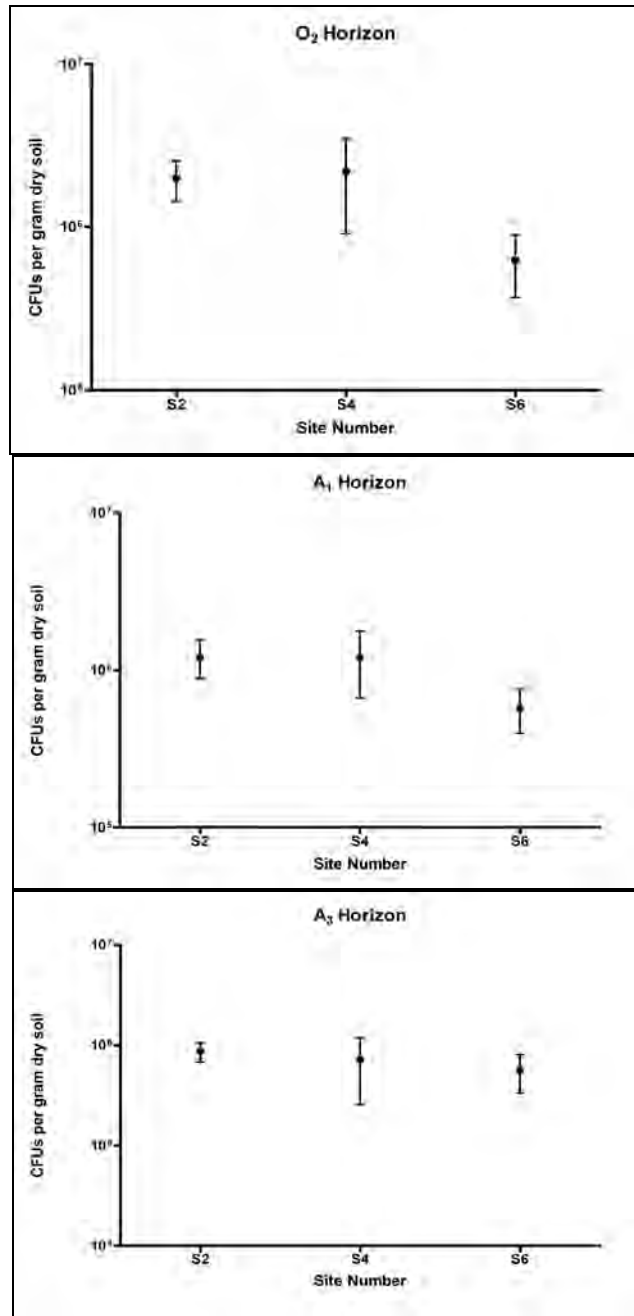 O₂ Horizon
10⁷
10⁶
10⁵
CFUs per gram dry soil
S2 S4 S6
Site Number
A₁ Horizon
10⁷
10⁶
10⁵
CFUs per gram dry soil
S2 S4 S6
Site Number
A₃ Horizon
10⁷
10⁶
10⁵
10⁴
CFUs per gram dry soil
S2 S4 S6
Site Number